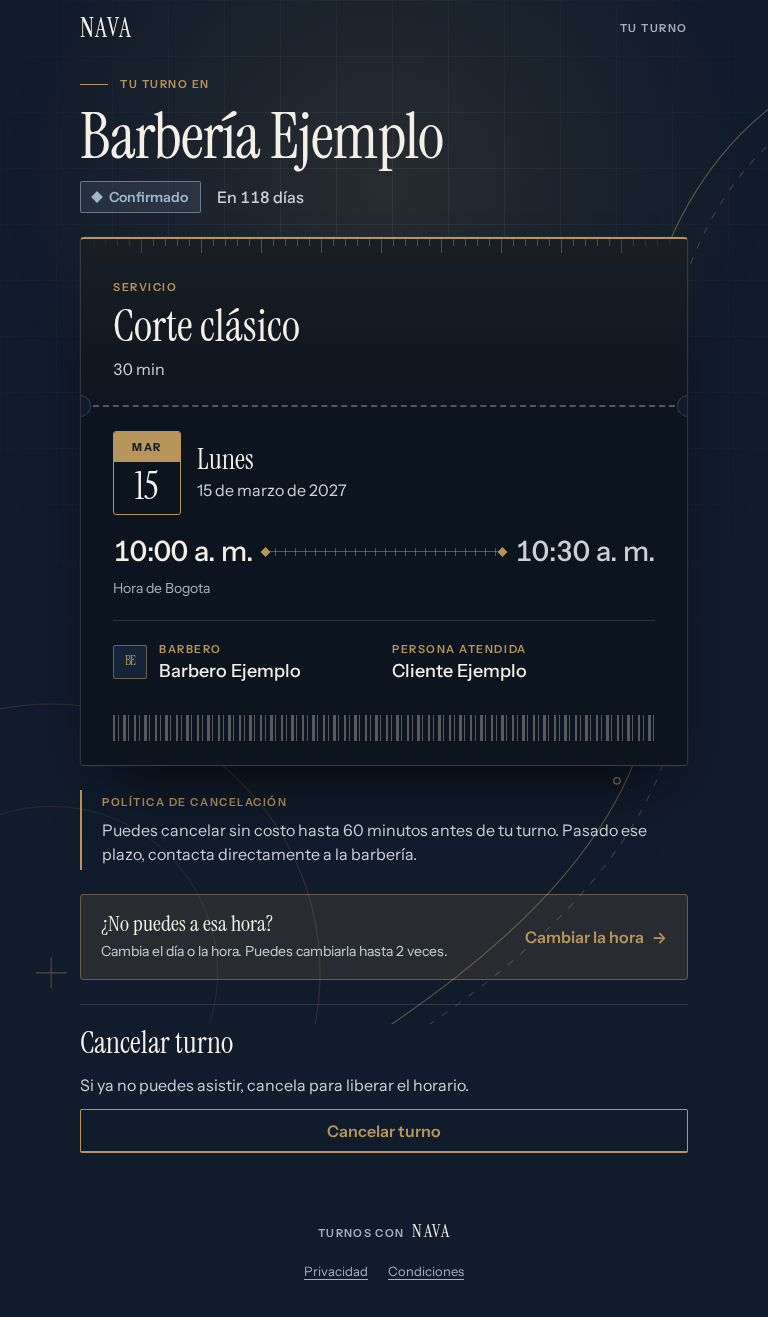 NAVA
TU TURNO
TU TURNO EN
Barbería Ejemplo
Confirmado
En 118 días
SERVICIO
Corte clásico
30 min
MAR
15
Lunes
15 de marzo de 2027
10:00 a. m.
10:30 a. m.
Hora de Bogota
BE
BARBERO
Barbero Ejemplo
PERSONA ATENDIDA
Cliente Ejemplo
POLÍTICA DE CANCELACIÓN
Puedes cancelar sin costo hasta 60 minutos antes de tu turno. Pasado ese
plazo, contacta directamente a la barbería.
¿No puedes a esa hora?
Cambia el día o la hora. Puedes cambiarla hasta 2 veces.
Cambiar la hora →
Cancelar turno
Si ya no puedes asistir, cancela para liberar el horario.
Cancelar turno
TURNOS CON NAVA
Privacidad
Condiciones